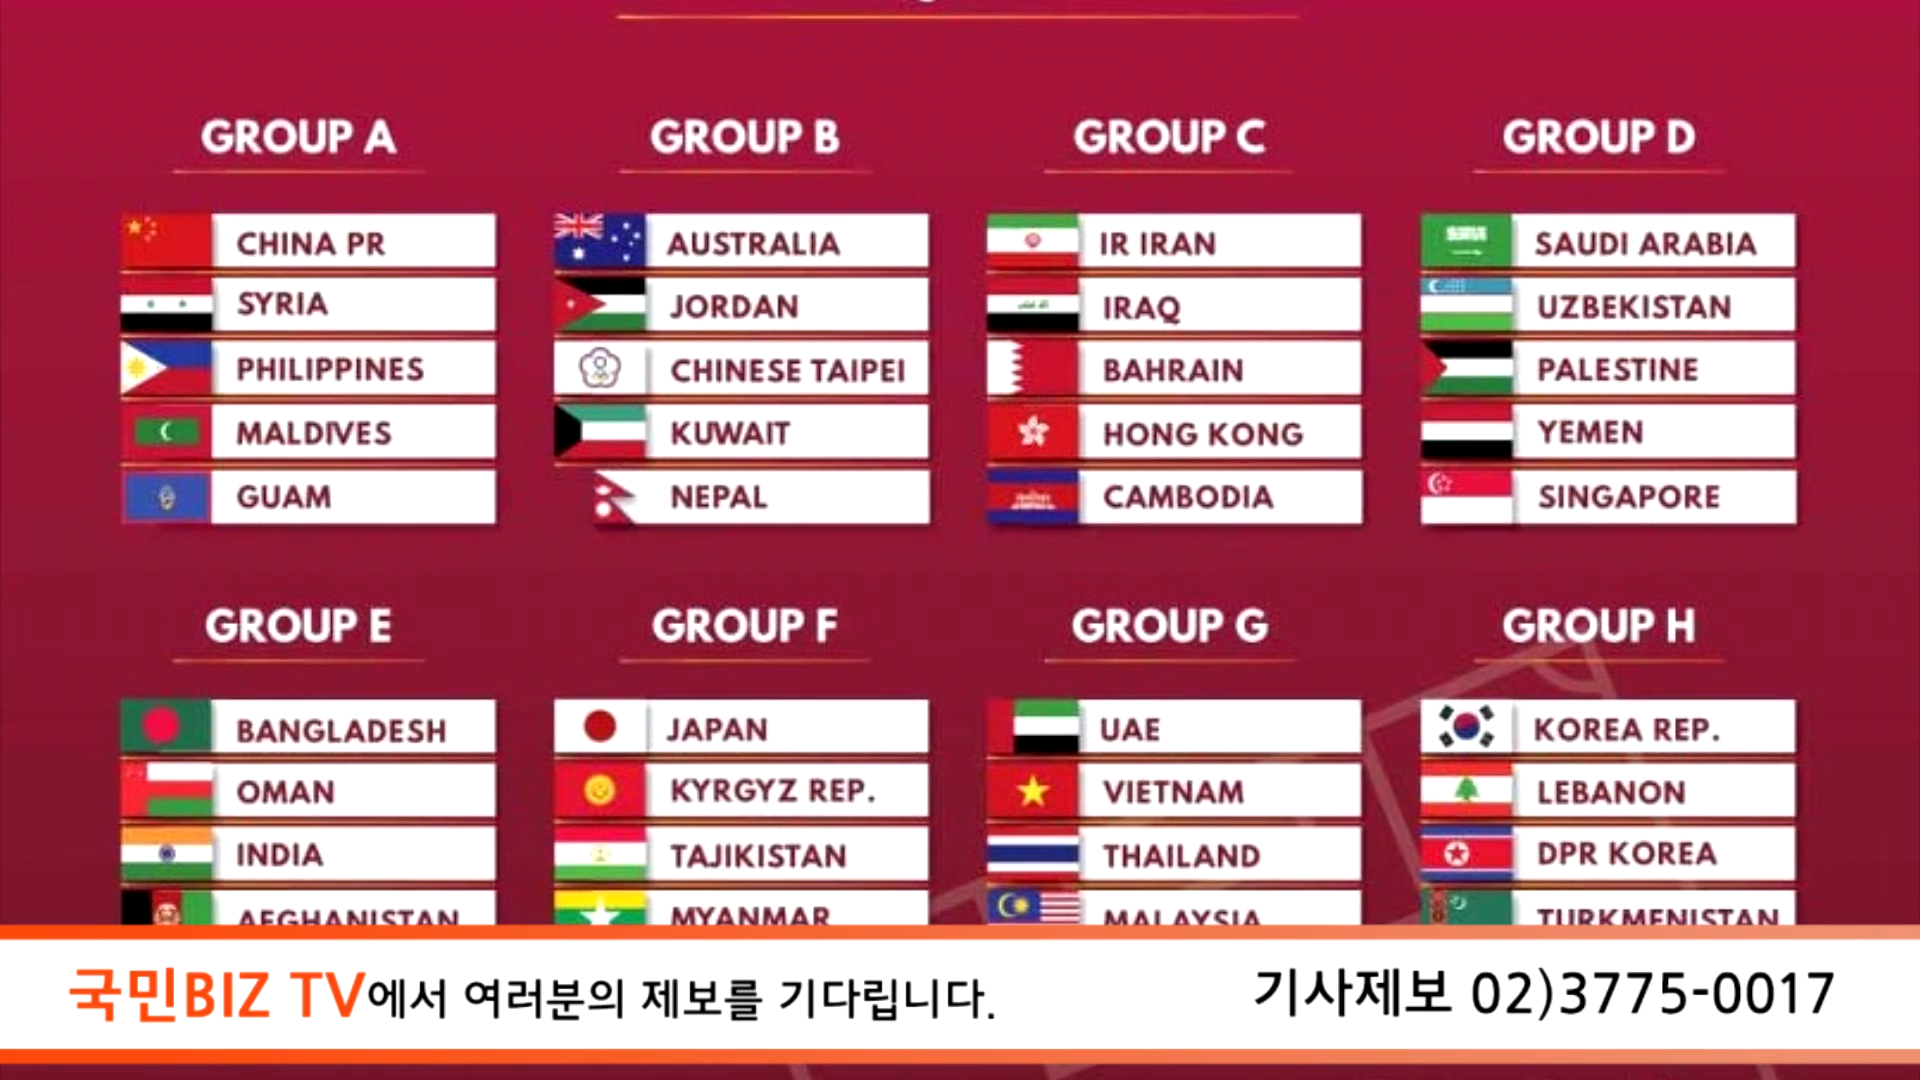 GROUP A
CHINA PR
SYRIA
PHILIPPINES
MALDIVES
GUAM
GROUP B
AUSTRALIA
JORDAN
CHINESE TAIPEI
KUWAIT
NEPAL
GROUP C
IR IRAN
IRAQ
BAHRAIN
HONG KONG
CAMBODIA
GROUP D
SAUDI ARABIA
UZBEKISTAN
PALESTINE
YEMEN
SINGAPORE
GROUP E
BANGLADESH
OMAN
INDIA
AFGHANISTAN
GROUP F
JAPAN
KYRGYZ REP.
TAJIKISTAN
MYANMAR
GROUP G
UAE
VIETNAM
THAILAND
MALAYSIA
GROUP H
KOREA REP.
LEBANON
DPR KOREA
TURKMENISTAN
국민BIZ TV에서 여러분의 제보를 기다립니다.
기사제보 02)3775-0017